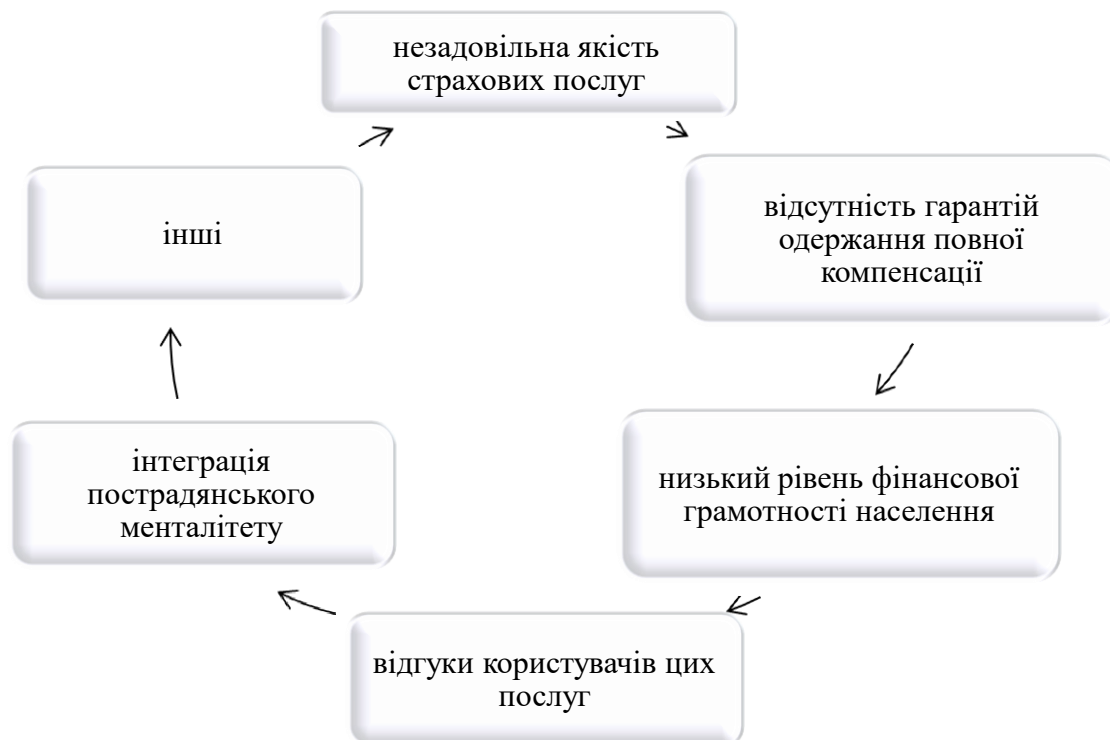 незадовільна якість
страхових послуг
відсутність гарантій
одержання повної
компенсації
низький рівень фінансової
грамотності населення
відгуки користувачів цих
послуг
інтеграція
пострадянського
менталітету
інші